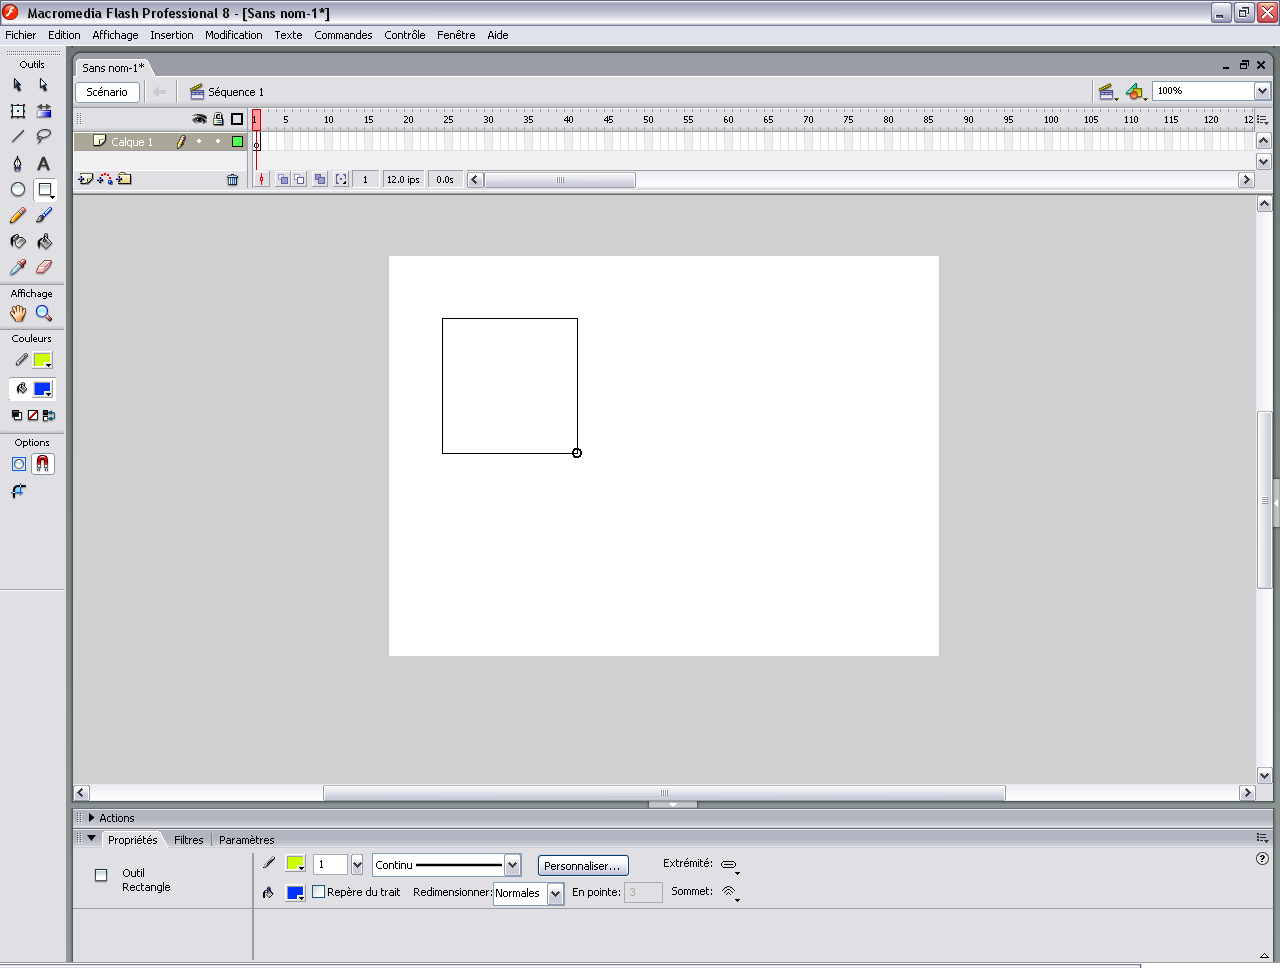 Macromedia Flash Professional 8 - [Sans nom-1*]
Fichier Edition Affichage Insertion Modification Texte Commandes Contrôle Fenêtre Aide
Outils
Sans nom-1*
Scénario Séquence 1 100%
1 5 10 15 20 25 30 35 40 45 50 55 60 65 70 75 80 85 90 95 100 105 110 115 120 12
Calque 1
1 12.0 ips 0.0s
A
Affichage
Couleurs
Options
Actions
Propriétés Filtres Paramètres
Outil
Rectangle
1 Continu Personnaliser... Extrémité:
Repère du trait Redimensionner: Normales En pointe: 3 Sommet:
?